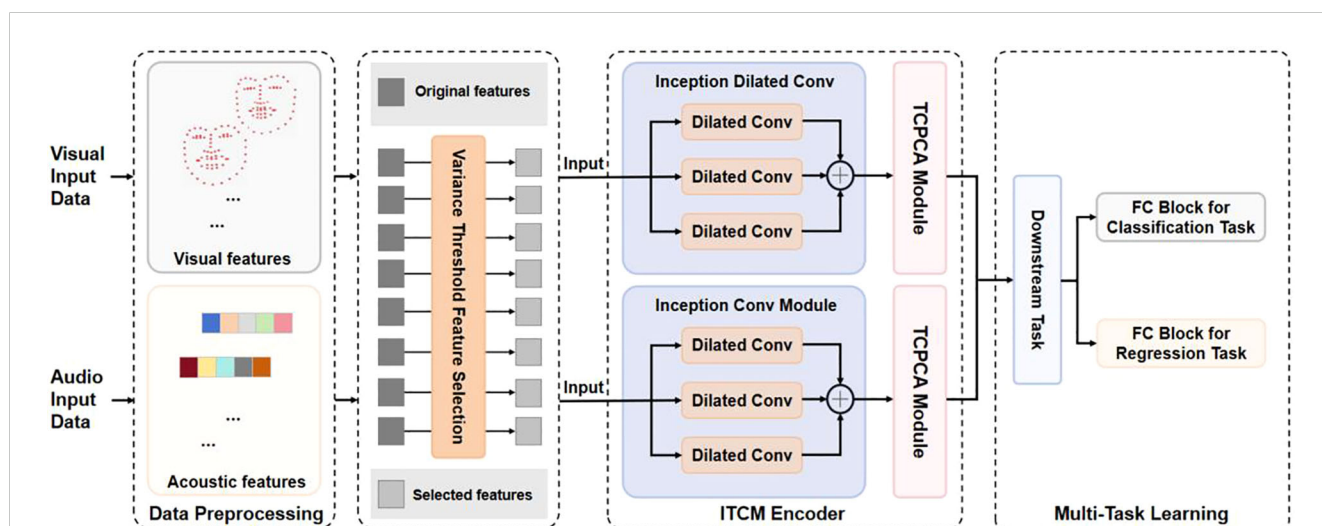 Visual
Input
Data
...
...
Visual features
Audio
Input
Data
...
...
Acoustic features
Data Preprocessing
Original features
Variance Threshold Feature Selection
Selected features
Input
Input
Inception Dilated Conv
Dilated Conv
Dilated Conv
Dilated Conv
TCPCA Module
Inception Conv Module
Dilated Conv
Dilated Conv
Dilated Conv
TCPCA Module
ITCM Encoder
Downstream Task
FC Block for
Classification Task
FC Block for
Regression Task
Multi-Task Learning